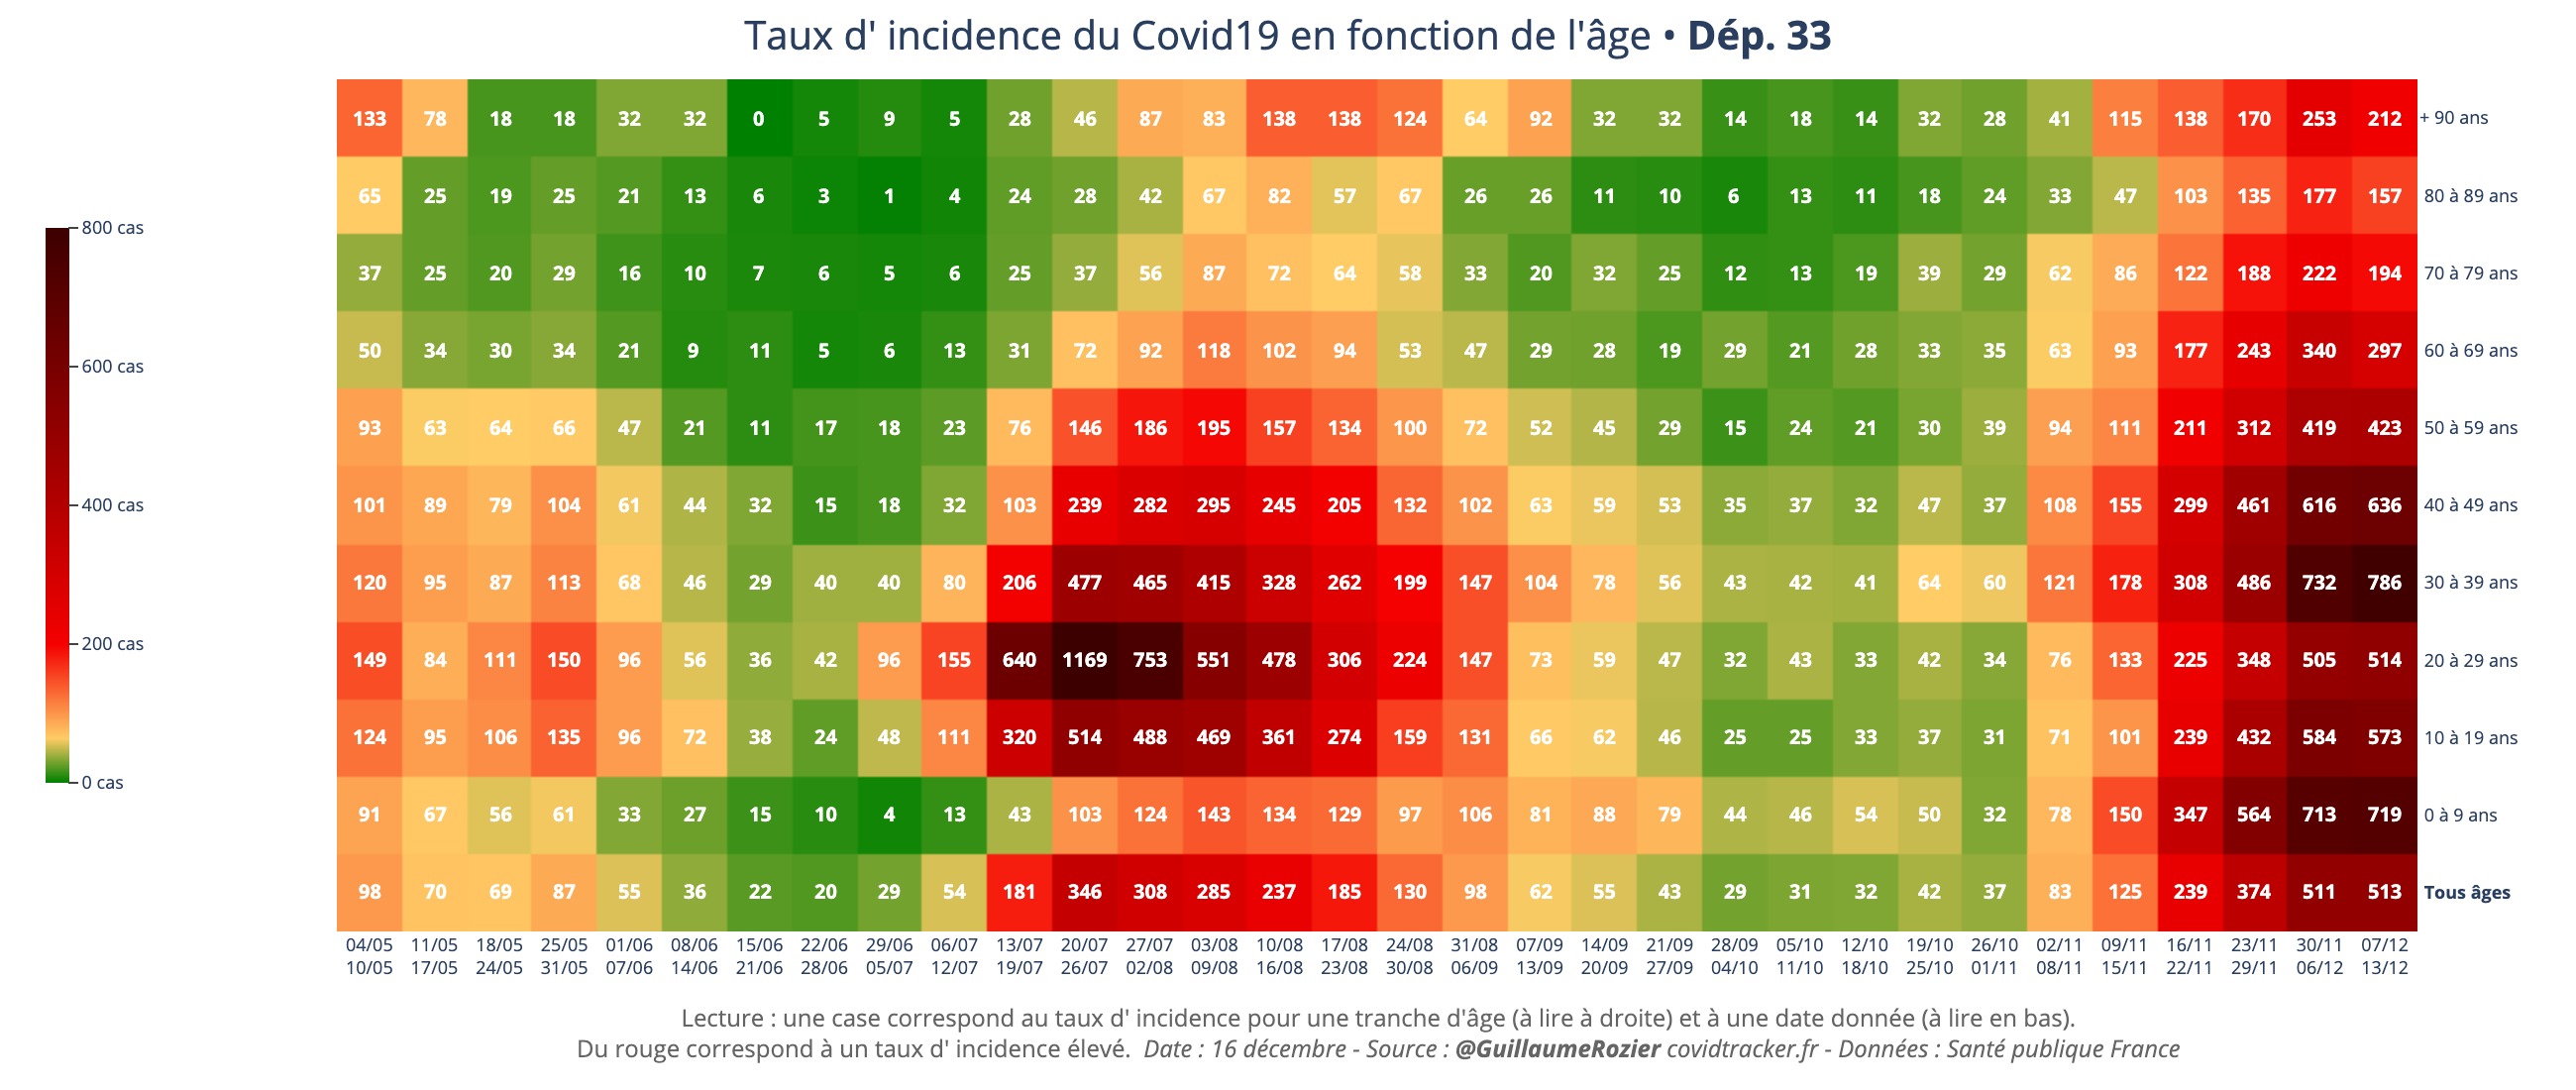 Taux d' incidence du Covid19 en fonction de l'âge • Dép. 33
800 cas
600 cas
400 cas
200 cas
0 cas
133 78 18 18 32 32 0 5 9 5 28 46 87 83 138 138 124 64 92 32 32 14 18 14 32 28 41 115 138 170 253 212 + 90 ans
65 25 19 25 21 13 6 3 1 4 24 28 42 67 82 57 67 26 26 11 10 6 13 11 18 24 33 47 103 135 177 157 80 à 89 ans
37 25 20 29 16 10 7 6 5 6 25 37 56 87 72 64 58 33 20 32 25 12 13 19 39 29 62 86 122 188 222 194 70 à 79 ans
50 34 30 34 21 9 11 5 6 13 31 72 92 118 102 94 53 47 29 28 19 29 21 28 33 35 63 93 177 243 340 297 60 à 69 ans
93 63 64 66 47 21 11 17 18 23 76 146 186 195 157 134 100 72 52 45 29 15 24 21 30 39 94 111 211 312 419 423 50 à 59 ans
101 89 79 104 61 44 32 15 18 32 103 239 282 295 245 205 132 102 63 59 53 35 37 32 47 37 108 155 299 461 616 636 40 à 49 ans
120 95 87 113 68 46 29 40 40 80 206 477 465 415 328 262 199 147 104 78 56 43 42 41 64 60 121 178 308 486 732 786 30 à 39 ans
149 84 111 150 96 56 36 42 96 155 640 1169 753 551 478 306 224 147 73 59 47 32 43 33 42 34 76 133 225 348 505 514 20 à 29 ans
124 95 106 135 96 72 38 24 48 111 320 514 488 469 361 274 159 131 66 62 46 25 25 33 37 31 71 101 239 432 584 573 10 à 19 ans
91 67 56 61 33 27 15 10 4 13 43 103 124 143 134 129 97 106 81 88 79 44 46 54 50 32 78 150 347 564 713 719 0 à 9 ans
98 70 69 87 55 36 22 20 29 54 181 346 308 285 237 185 130 98 62 55 43 29 31 32 42 37 83 125 239 374 511 513 Tous âges
04/05 11/05 18/05 25/05 01/06 08/06 15/06 22/06 29/06 06/07 13/07 20/07 27/07 03/08 10/08 17/08 24/08 31/08 07/09 14/09 21/09 28/09 05/10 12/10 19/10 26/10 02/11 09/11 16/11 23/11 30/11 07/12
10/05 17/05 24/05 31/05 07/06 14/06 21/06 28/06 05/07 12/07 19/07 26/07 02/08 09/08 16/08 23/08 30/08 06/09 13/09 20/09 27/09 04/10 11/10 18/10 25/10 01/11 08/11 15/11 22/11 29/11 06/12 13/12
Lecture : une case correspond au taux d' incidence pour une tranche d'âge (à lire à droite) et à une date donnée (à lire en bas).
Du rouge correspond à un taux d' incidence élevé. Date : 16 décembre - Source : @GuillaumeRozier covidtracker.fr - Données : Santé publique France